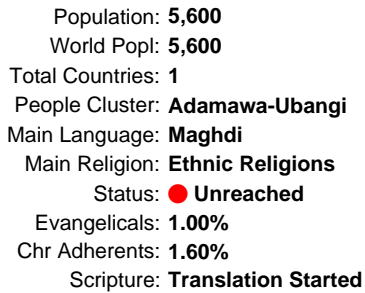 Population: 5,600
World Popl: 5,600
Total Countries: 1
People Cluster: Adamawa-Ubangi
Main Language: Maghdi
Main Religion: Ethnic Religions
Status: Unreached
Evangelicals: 1.00%
Chr Adherents: 1.60%
Scripture: Translation Started